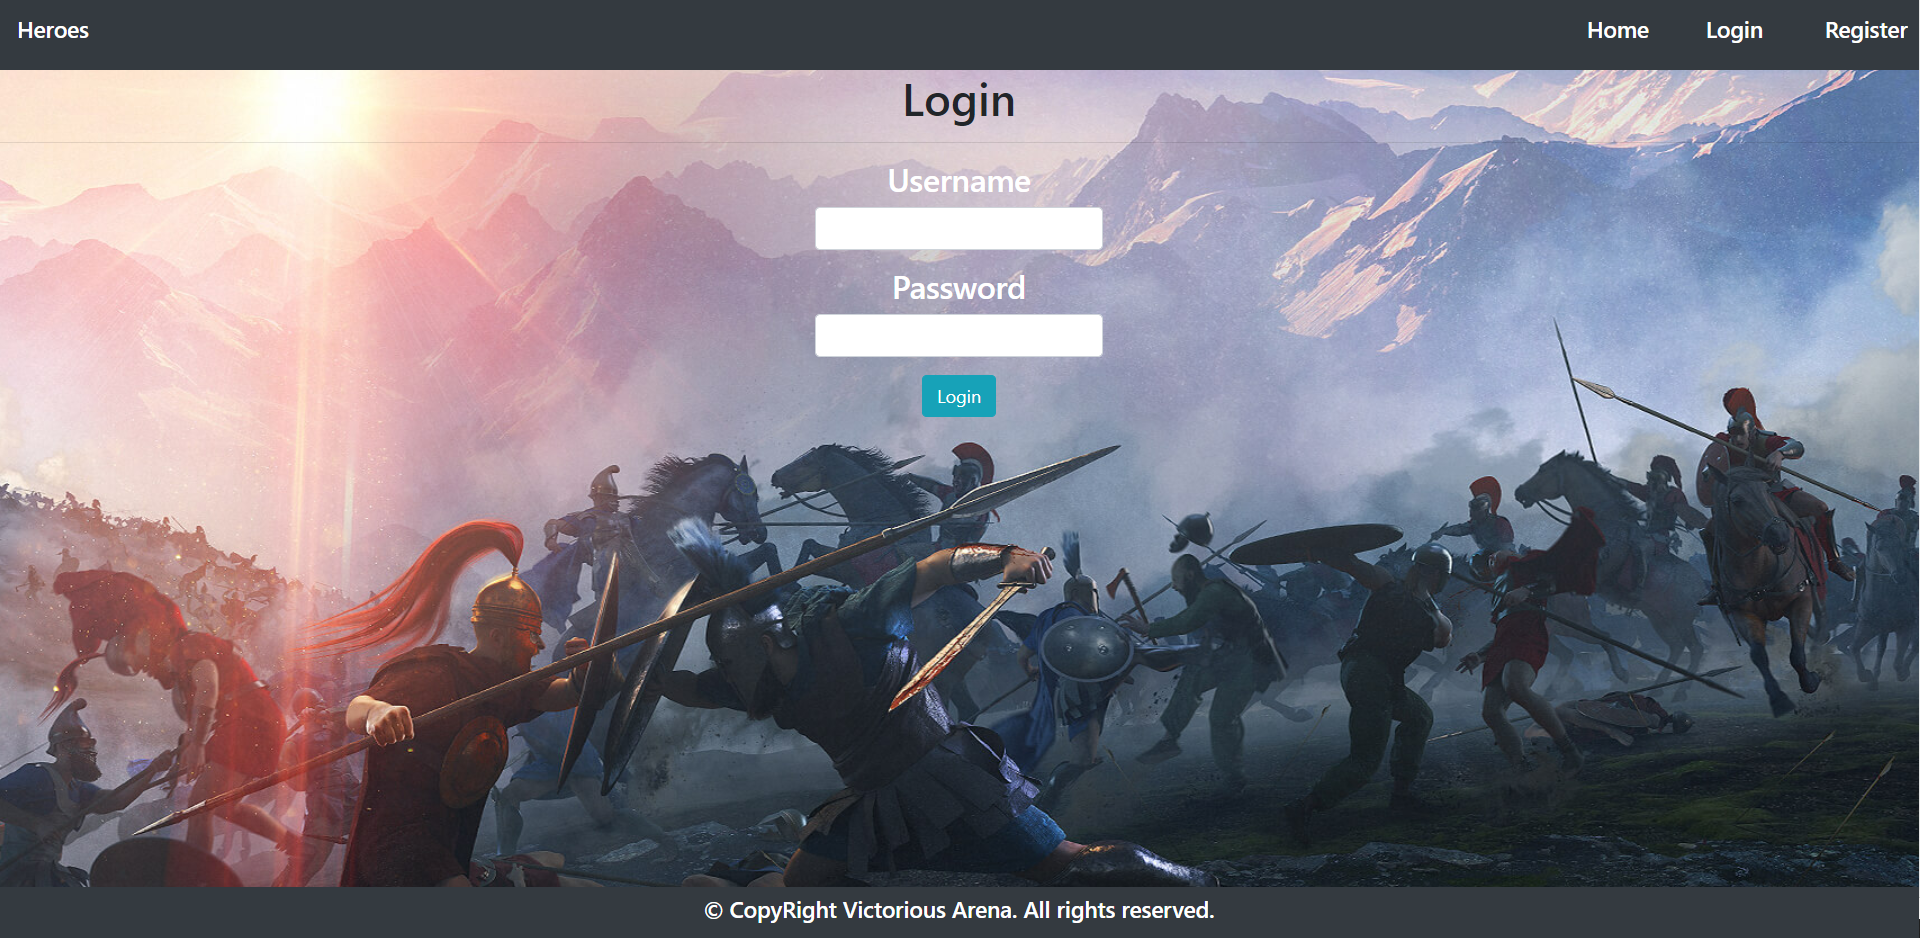 Heroes
Home
Login
Register
Login
Username
Password
Login
© CopyRight Victorious Arena. All rights reserved.